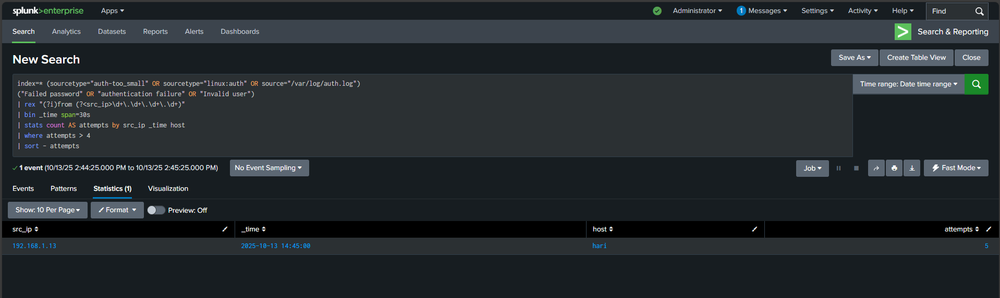 splunk>enterprise Apps Administrator 1 Messages Settings Activity Help Find
Search Analytics Datasets Reports Alerts Dashboards Search & Reporting
New Search Save As Create Table View Close
index=* (sourcetype="auth-too_small" OR sourcetype="linux:auth" OR source="/var/log/auth.log")
Time range: Date time range
("Failed password" OR "authentication failure" OR "Invalid user")
| rex "(?i)from (?<src_ip>\d+\.\d+\.\d+\.\d+)"
| bin _time span=30s
| stats count AS attempts by src_ip _time host
| where attempts > 4
| sort - attempts
1 event (10/13/25 2:44:25.000 PM to 10/13/25 2:45:25.000 PM) No Event Sampling Job Fast Mode
Events Patterns Statistics (1) Visualization
Show: 10 Per Page Format Preview: Off
src_ip _time host attempts
192.168.1.13 2025-10-13 14:45:00 hari 5